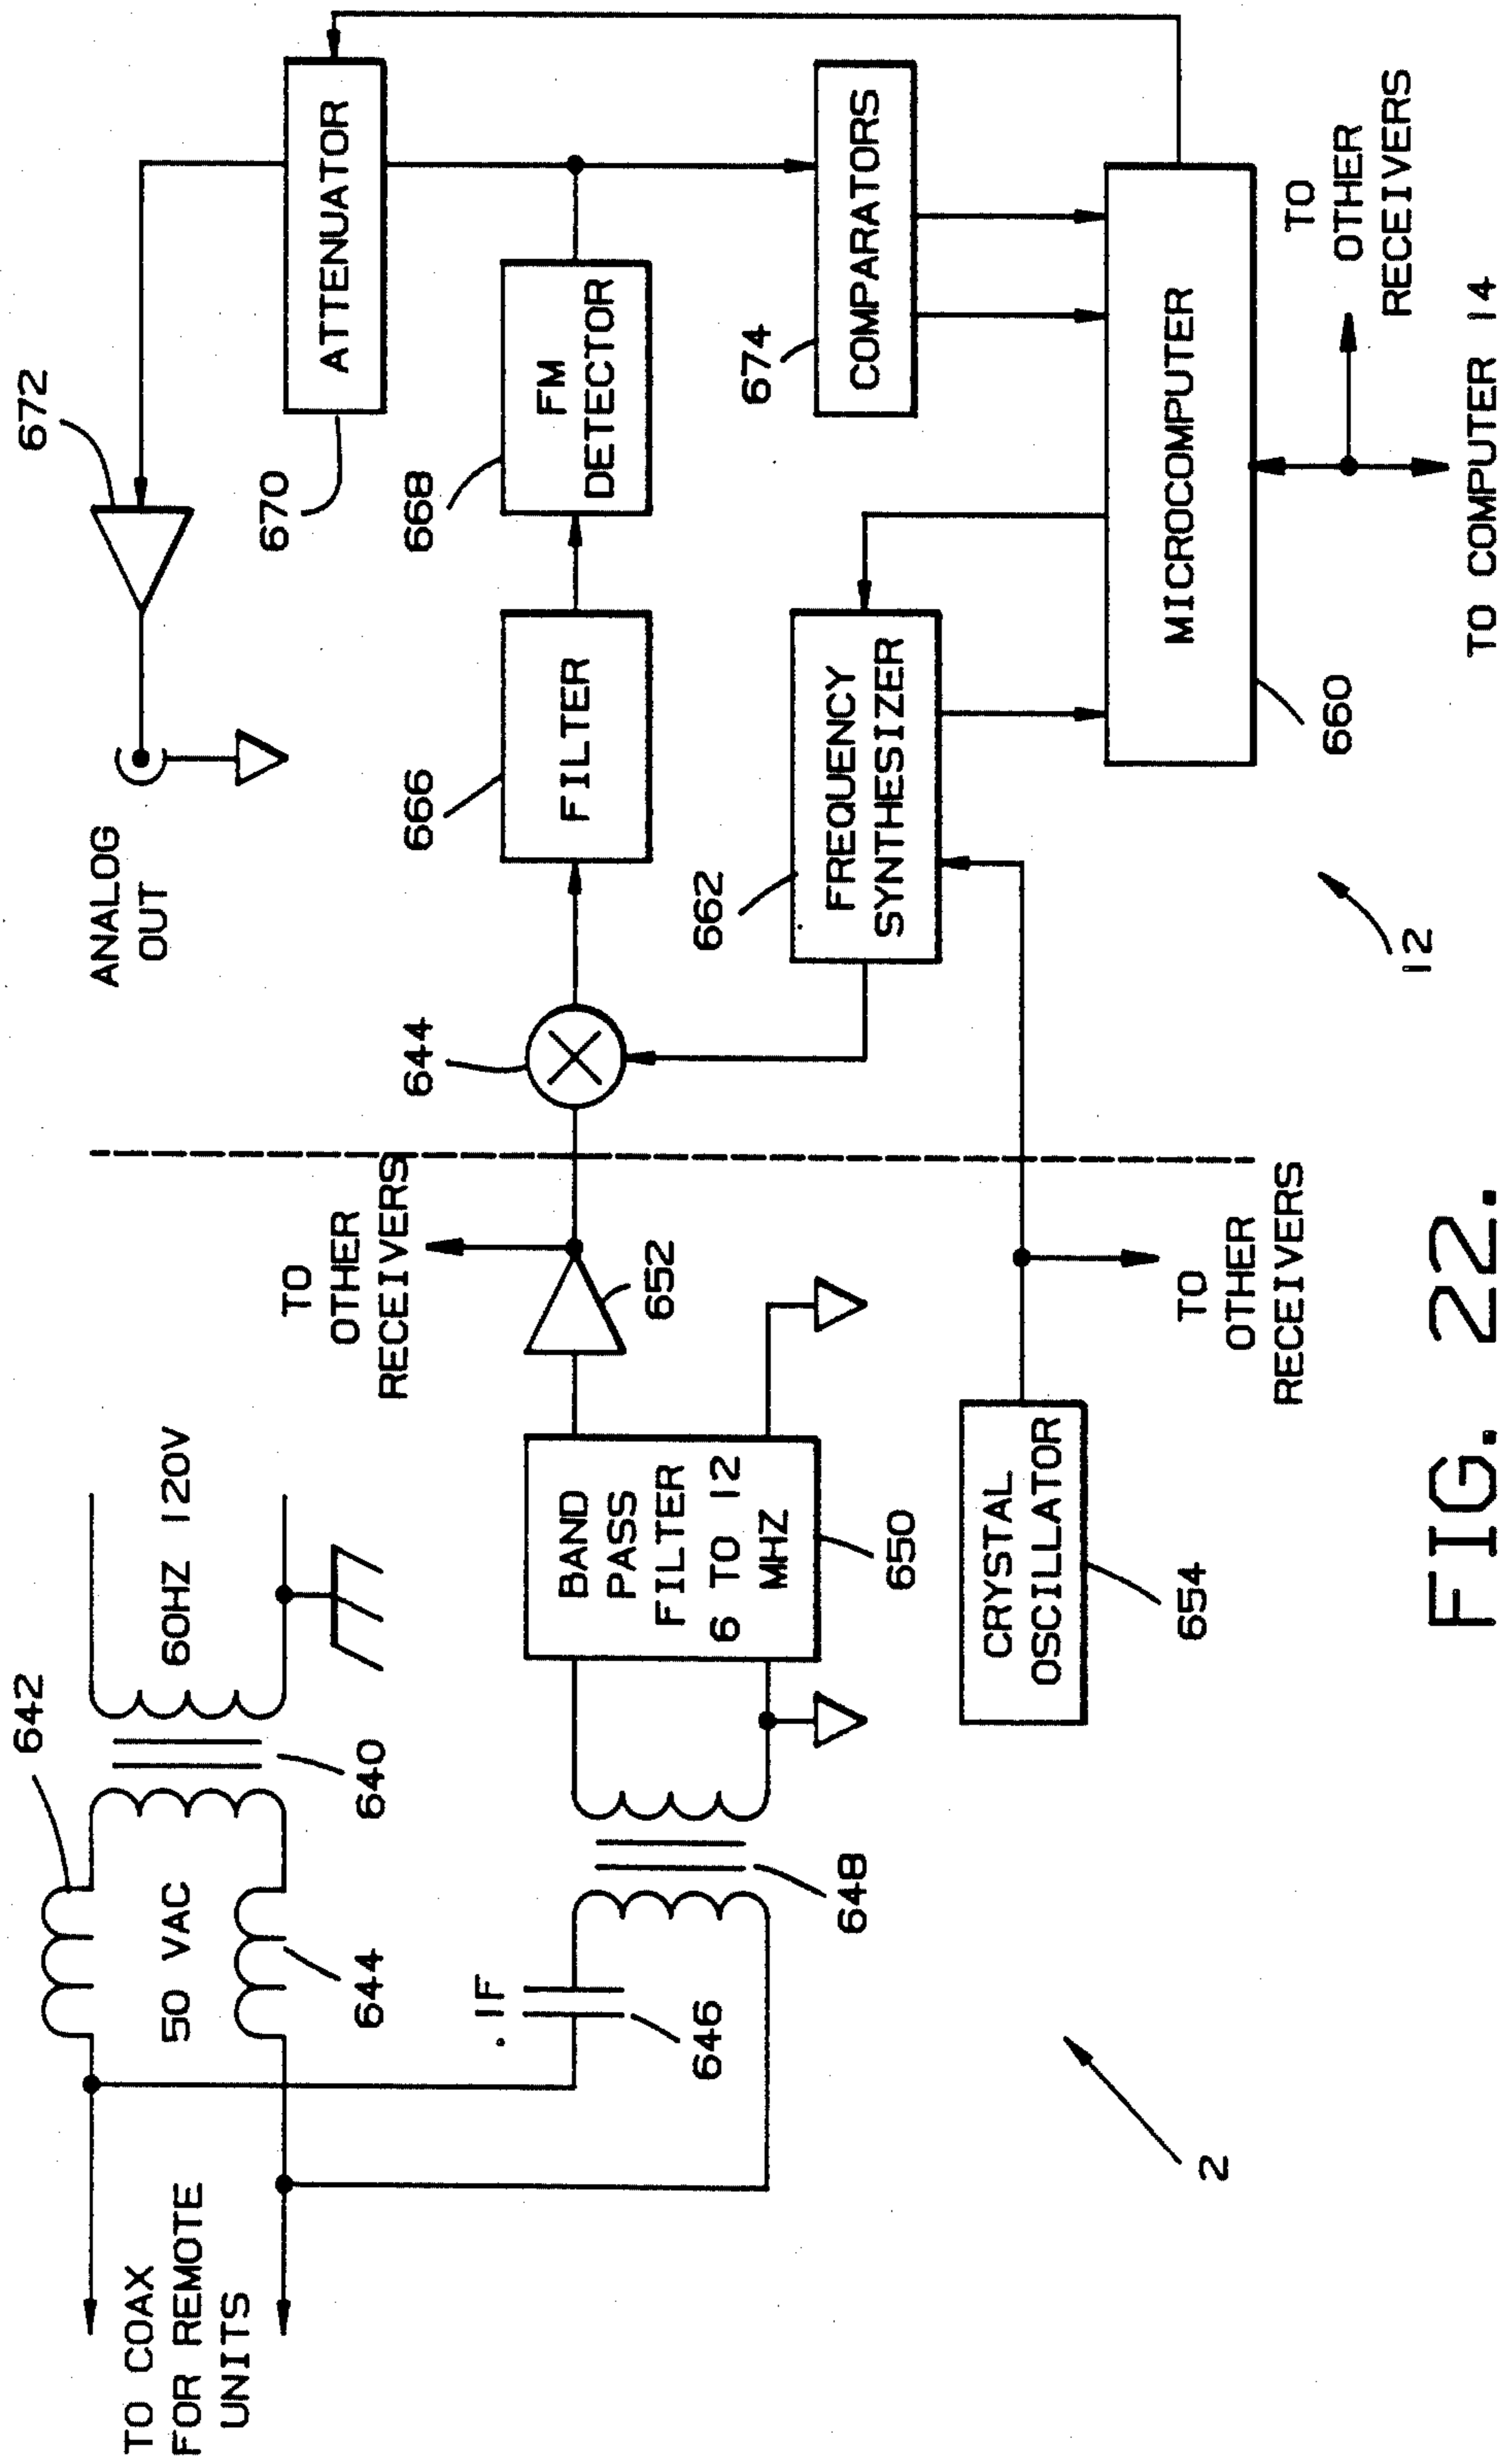 642
60HZ 120V
50 VAC
640
644
TO COAX
FOR REMOTE
UNITS
ANALOG
OUT
672
ATTENUATOR
670
TO
OTHER
RECEIVERS
644
666
668
.1F
646
648
BAND
PASS
FILTER
6 TO 12
MHZ
650
652
FILTER
FM
DETECTOR
662
674
FREQUENCY
SYNTHESIZER
COMPARATORS
CRYSTAL
OSCILLATOR
654
TO
OTHER
RECEIVERS
MICROCOMPUTER
660
TO
OTHER
RECEIVERS
2
12
TO COMPUTER 14
FIG. 22.